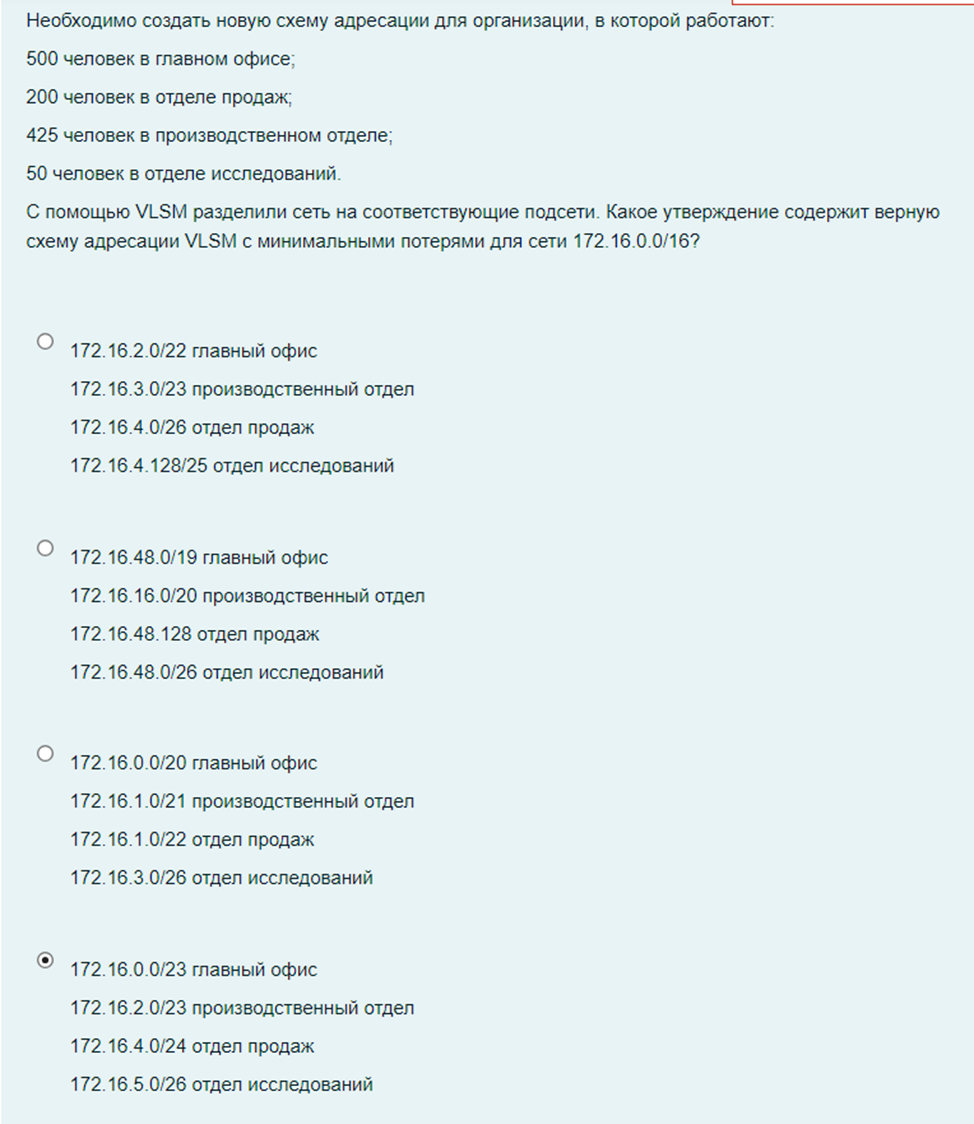 Необходимо создать новую схему адресации для организации, в которой работают:
500 человек в главном офисе;
200 человек в отделе продаж;
425 человек в производственном отделе;
50 человек в отделе исследований.
С помощью VLSM разделили сеть на соответствующие подсети. Какое утверждение содержит верную
схему адресации VLSM с минимальными потерями для сети 172.16.0.0/16?
172.16.2.0/22 главный офис
172.16.3.0/23 производственный отдел
172.16.4.0/26 отдел продаж
172.16.4.128/25 отдел исследований
172.16.48.0/19 главный офис
172.16.16.0/20 производственный отдел
172.16.48.128 отдел продаж
172.16.48.0/26 отдел исследований
172.16.0.0/20 главный офис
172.16.1.0/21 производственный отдел
172.16.1.0/22 отдел продаж
172.16.3.0/26 отдел исследований
172.16.0.0/23 главный офис
172.16.2.0/23 производственный отдел
172.16.4.0/24 отдел продаж
172.16.5.0/26 отдел исследований